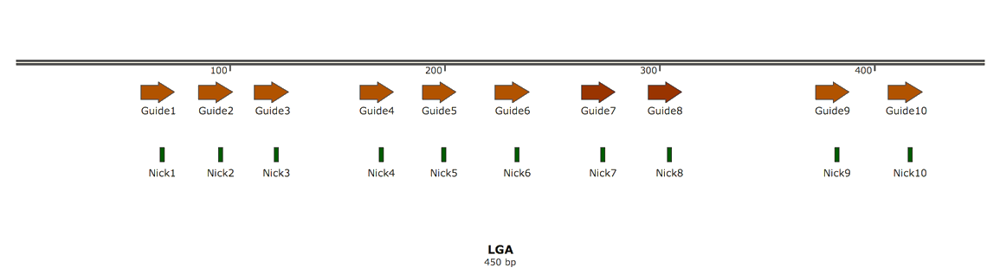 100 200 300 400
Guide1 Guide2 Guide3 Guide4 Guide5 Guide6 Guide7 Guide8 Guide9 Guide10
Nick1 Nick2 Nick3 Nick4 Nick5 Nick6 Nick7 Nick8 Nick9 Nick10
LGA
450 bp